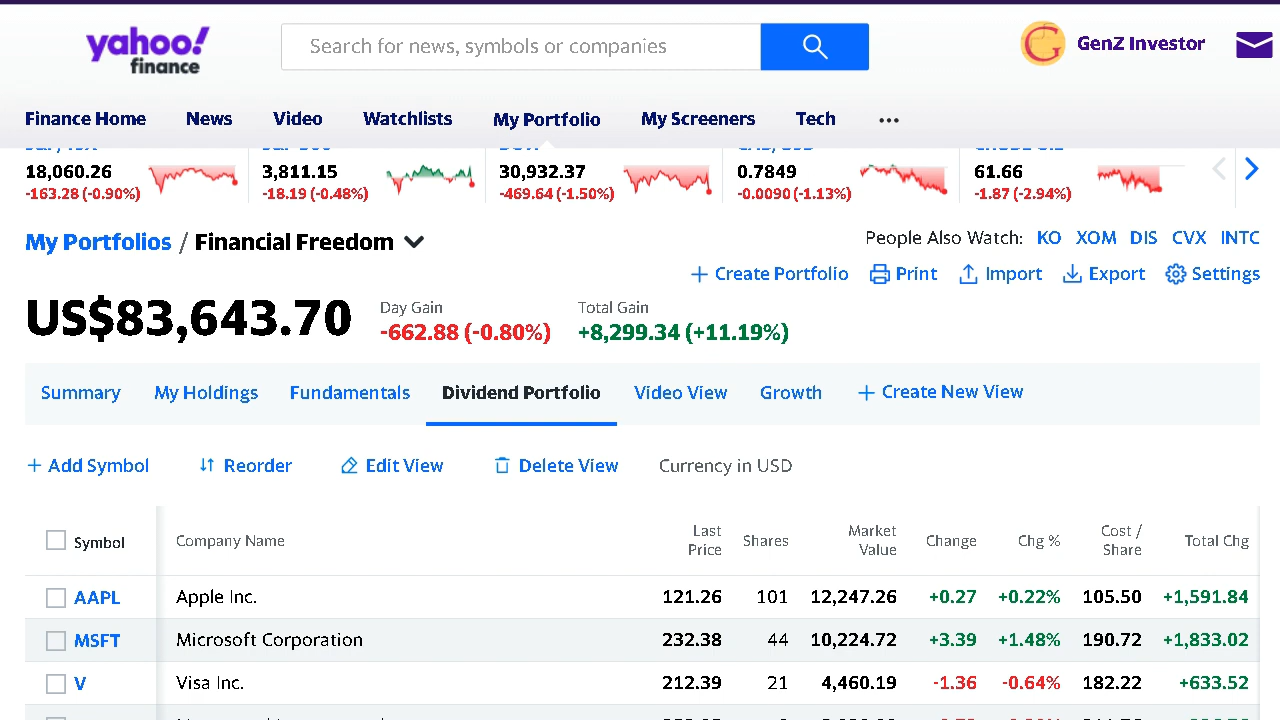 yahoo!
finance
Search for news, symbols or companies
G
GenZ Investor
Finance Home News Video Watchlists My Portfolio My Screeners Tech ...
18,060.26 3,811.15 30,932.37 0.7849 61.66
-163.28 (-0.90%) -18.19 (-0.48%) -469.64 (-1.50%) -0.0090 (-1.13%) -1.87 (-2.94%)
My Portfolios / Financial Freedom
People Also Watch: KO XOM DIS CVX INTC
+ Create Portfolio Print Import Export Settings
US$83,643.70
Day Gain Total Gain
-662.88 (-0.80%) +8,299.34 (+11.19%)
Summary My Holdings Fundamentals Dividend Portfolio Video View Growth + Create New View
+ Add Symbol Reorder Edit View Delete View Currency in USD
Symbol Company Name Last Price Shares Market Value Change Chg % Cost / Share Total Chg
AAPL Apple Inc. 121.26 101 12,247.26 +0.27 +0.22% 105.50 +1,591.84
MSFT Microsoft Corporation 232.38 44 10,224.72 +3.39 +1.48% 190.72 +1,833.02
V Visa Inc. 212.39 21 4,460.19 -1.36 -0.64% 182.22 +633.52